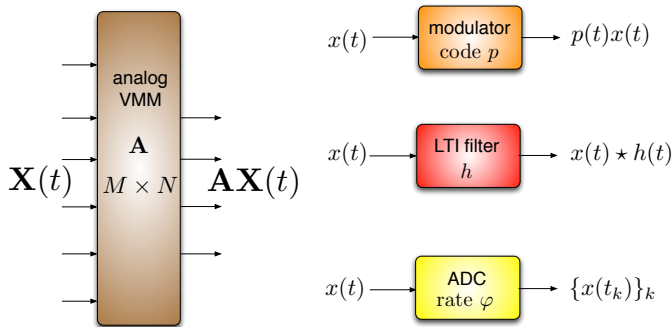 analog
VMM
𝐀
M × N
𝐗(t)
𝐀𝐗(t)
x(t)
modulator
code p
p(t)x(t)
x(t)
LTI filter
h
x(t) ⋆ h(t)
x(t)
ADC
rate φ
{x(t_k)}_k